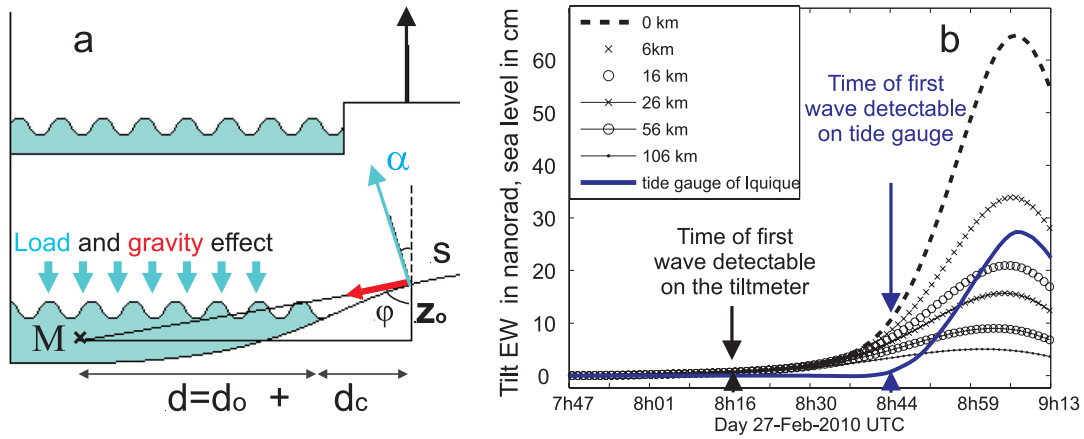 a
α
Load and gravity effect
S
M
φ
Zo
d=do + dc
b
Tilt EW in nanorad, sea level in cm
60
50
40
30
20
10
0
0 km
6km
16 km
26 km
56 km
106 km
tide gauge of Iquique
Time of first
wave detectable
on tide gauge
Time of first
wave detectable
on the tiltmeter
7h47
8h01
8h16
8h30
8h44
8h59
9h13
Day 27-Feb-2010 UTC